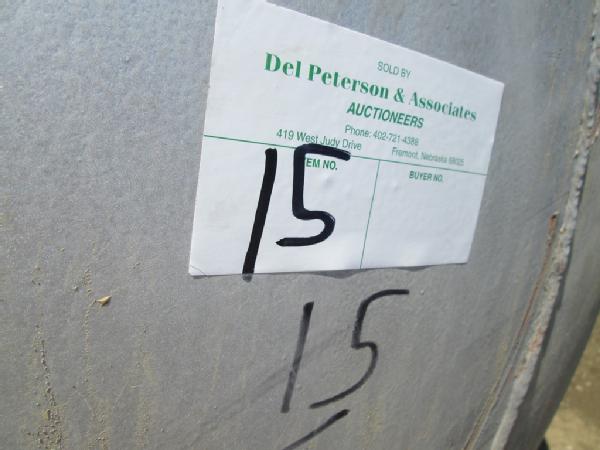 SOLD BY
Del Peterson & Associates
AUCTIONEERS
Phone: 402-721-4388
419 West Judy Drive Fremont, Nebraska 68025
ITEM NO. BUYER NO.
15
15